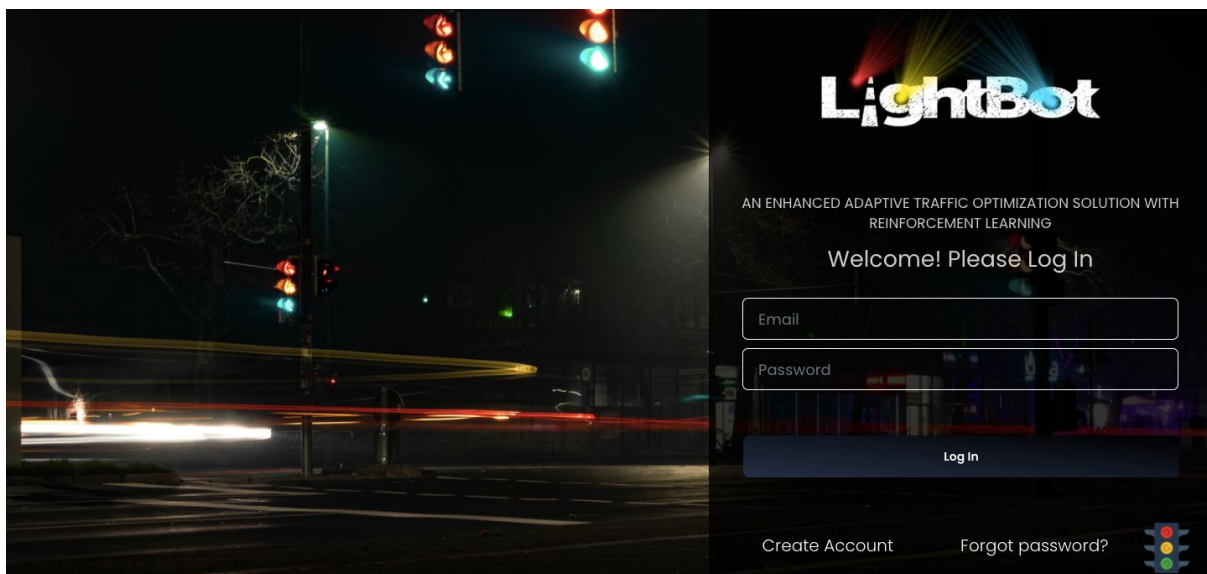 LightBot
AN ENHANCED ADAPTIVE TRAFFIC OPTIMIZATION SOLUTION WITH
REINFORCEMENT LEARNING
Welcome! Please Log In
Email
Password
Log In
Create Account
Forgot password?